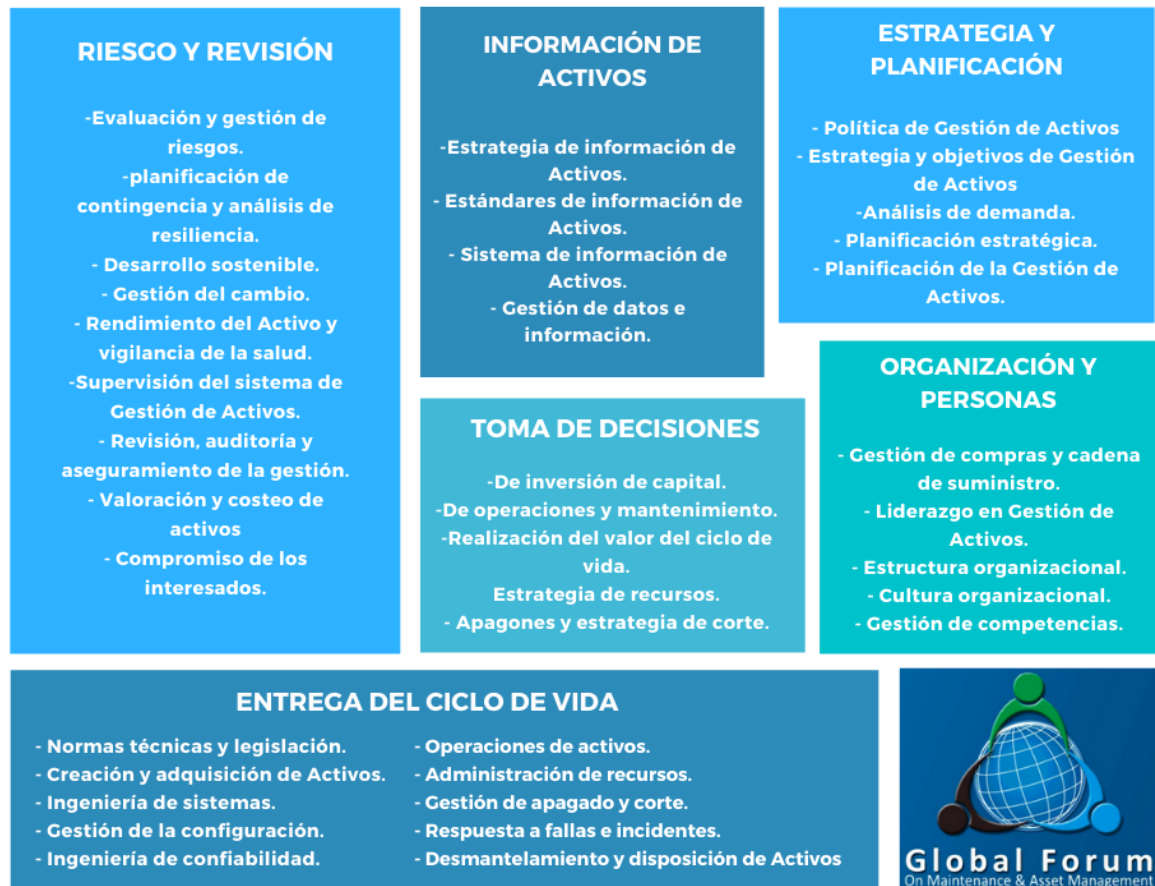 RIESGO Y REVISIÓN
-Evaluación y gestión de
riesgos.
-planificación de
contingencia y análisis de
resiliencia.
- Desarrollo sostenible.
- Gestión del cambio.
- Rendimiento del Activo y
vigilancia de la salud.
-Supervisión del sistema de
Gestión de Activos.
- Revisión, auditoría y
aseguramiento de la gestión.
- Valoración y costeo de
activos
- Compromiso de los
interesados.
INFORMACIÓN DE
ACTIVOS
-Estrategia de información de
Activos.
- Estándares de información de
Activos.
- Sistema de información de
Activos.
- Gestión de datos e
información.
ESTRATEGIA Y
PLANIFICACIÓN
- Política de Gestión de Activos
- Estrategia y objetivos de Gestión
de Activos
-Análisis de demanda.
- Planificación estratégica.
- Planificación de la Gestión de
Activos.
TOMA DE DECISIONES
-De inversión de capital.
-De operaciones y mantenimiento.
-Realización del valor del ciclo de
vida.
Estrategia de recursos.
- Apagones y estrategia de corte.
ORGANIZACIÓN Y
PERSONAS
- Gestión de compras y cadena
de suministro.
- Liderazgo en Gestión de
Activos.
- Estructura organizacional.
- Cultura organizacional.
- Gestión de competencias.
ENTREGA DEL CICLO DE VIDA
- Normas técnicas y legislación.
- Creación y adquisición de Activos.
- Ingeniería de sistemas.
- Gestión de la configuración.
- Ingeniería de confiabilidad.
- Operaciones de activos.
- Administración de recursos.
- Gestión de apagado y corte.
- Respuesta a fallas e incidentes.
- Desmantelamiento y disposición de Activos
Global Forum
On Maintenance & Asset Management